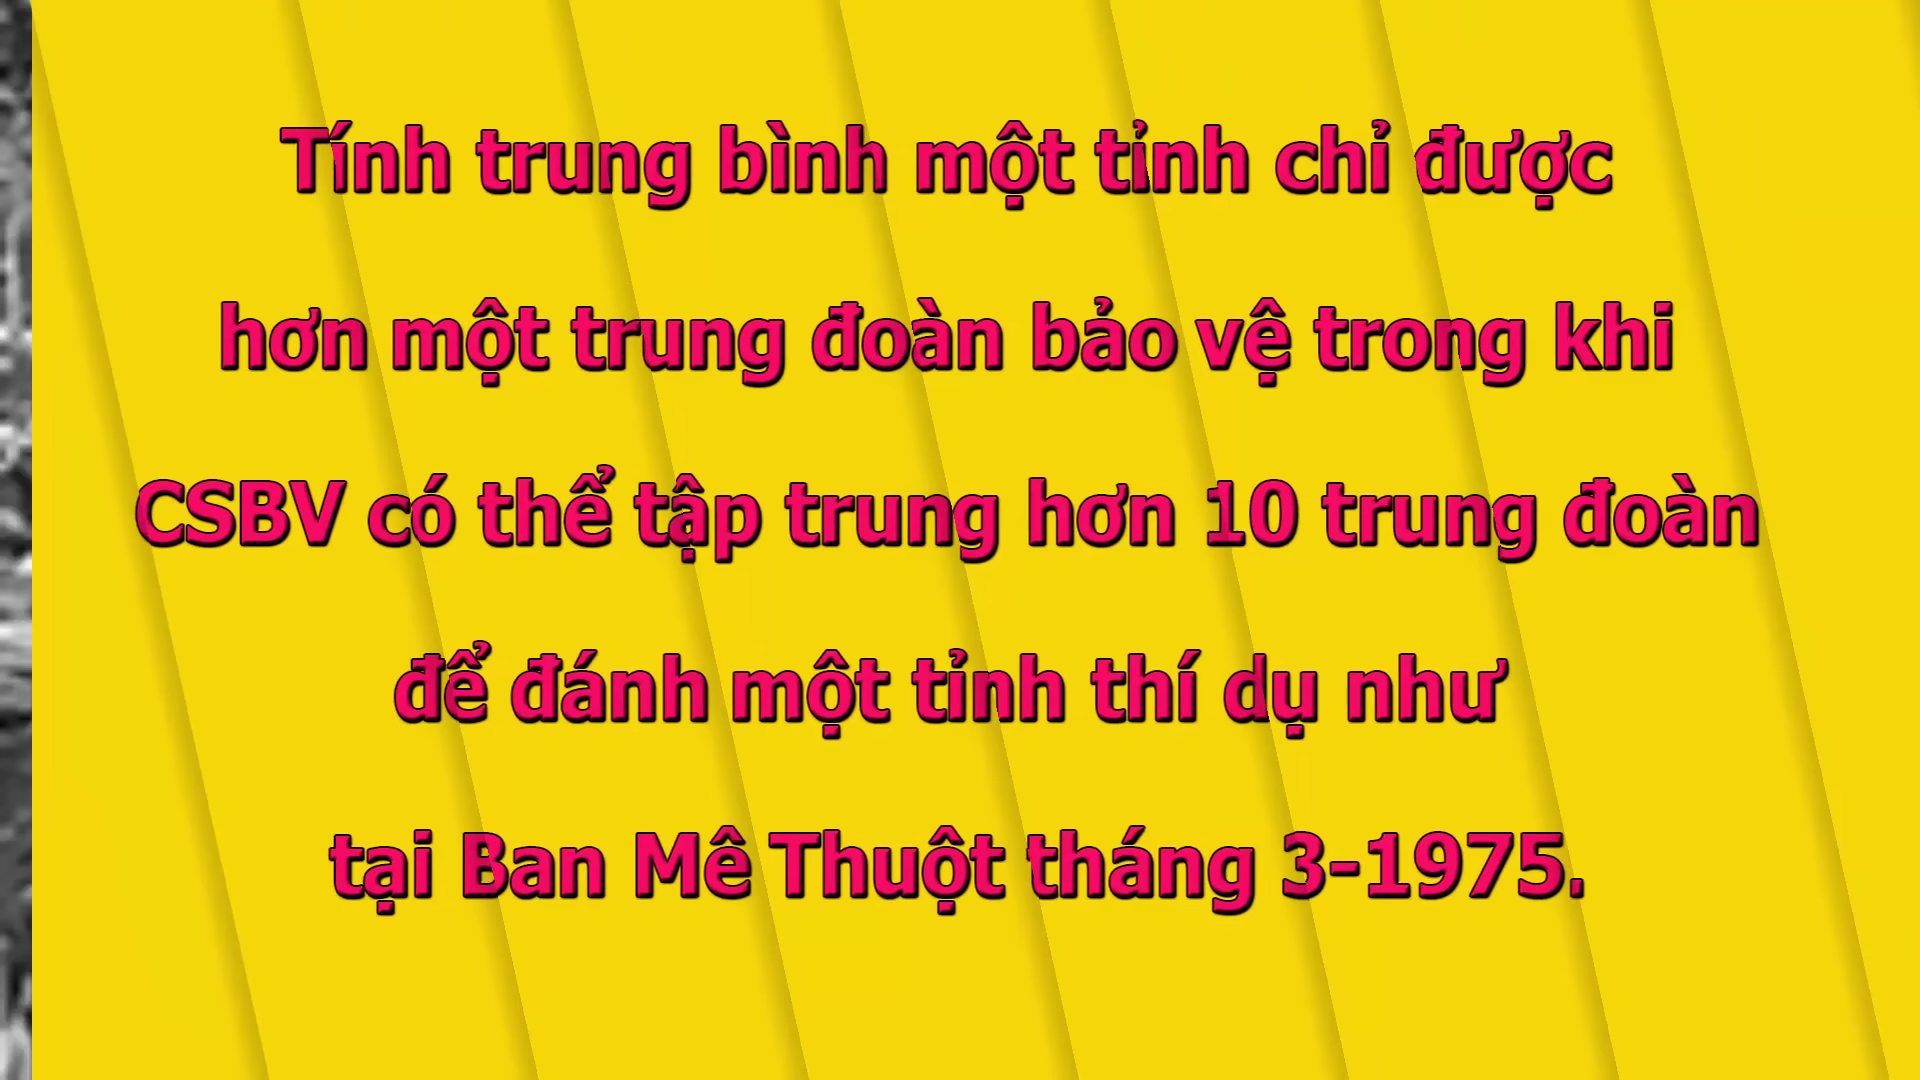 Tính trung bình một tỉnh chỉ được
hơn một trung đoàn bảo vệ trong khi
CSBV có thể tập trung hơn 10 trung đoàn
để đánh một tỉnh thí dụ như
tại Ban Mê Thuột tháng 3-1975.